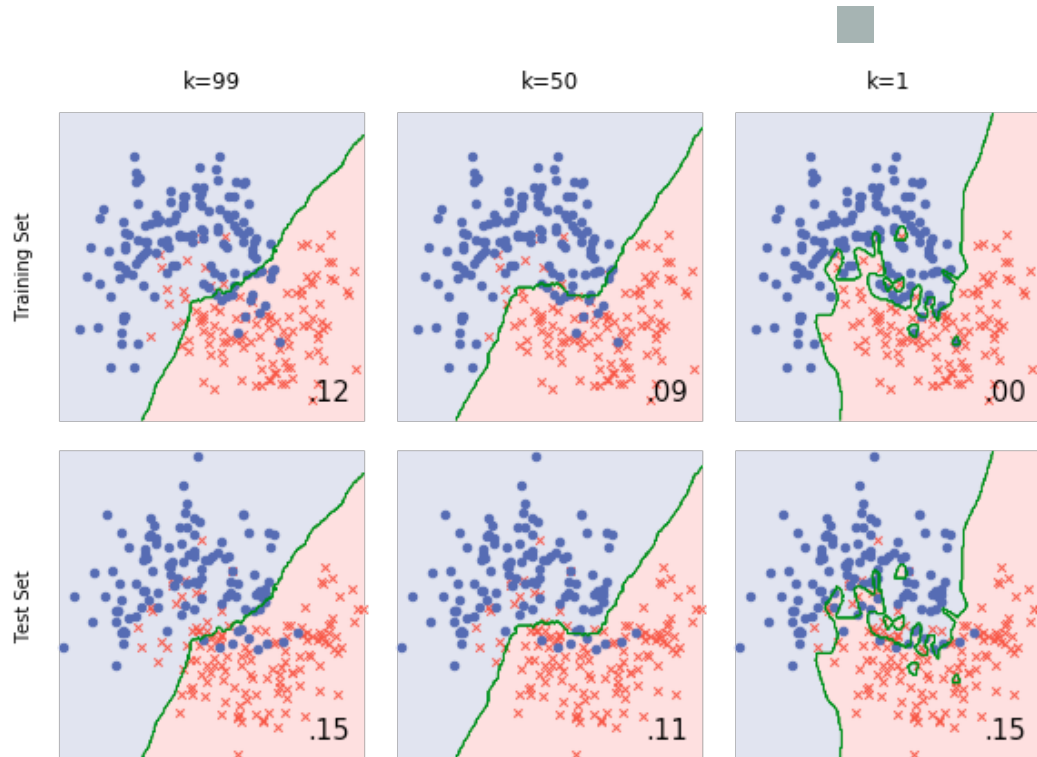 k=99 k=50 k=1
Training Set
.12 .09 .00
Test Set
.15 .11 .15